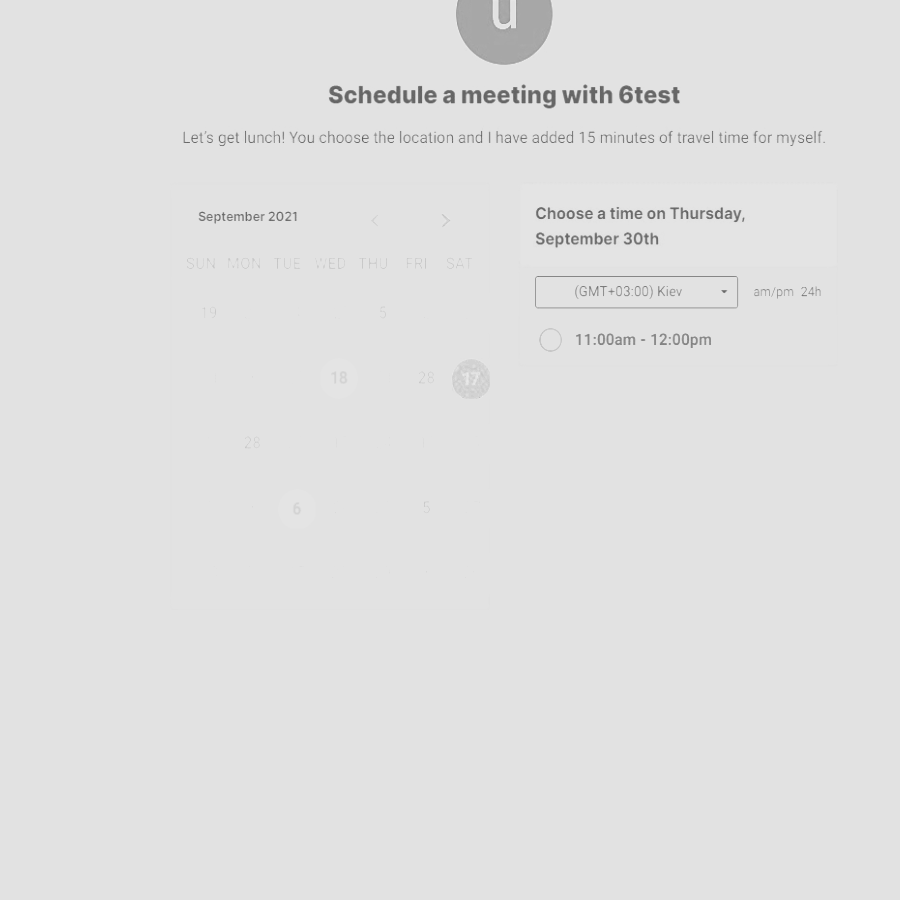 u
Schedule a meeting with 6test
Let's get lunch! You choose the location and I have added 15 minutes of travel time for myself.
September 2021
SUN MON TUE WED THU FRI SAT
19 5
18 28 17
28
6 5
Choose a time on Thursday,
September 30th
(GMT+03:00) Kiev am/pm 24h
11:00am - 12:00pm